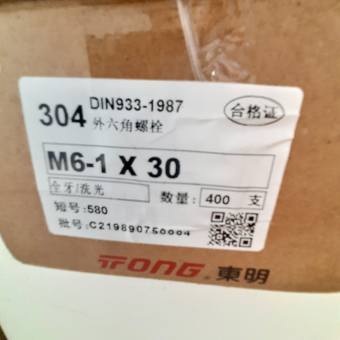 304 DIN933-1987 合格证
外六角螺栓
M6-1 X 30
全牙/洗光 数量: 400 支
短号:580
批号:C219890750004
TONG® 東明